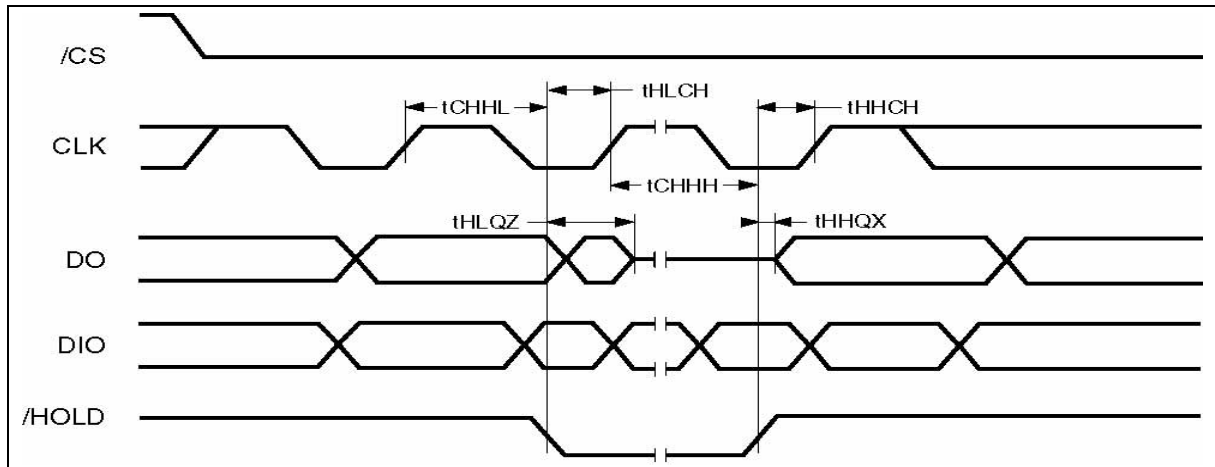 /CS
tHLCH
tHHCH
tCHHL
CLK
tCHHH
tHLQZ
tHHQX
DO
DIO
/HOLD